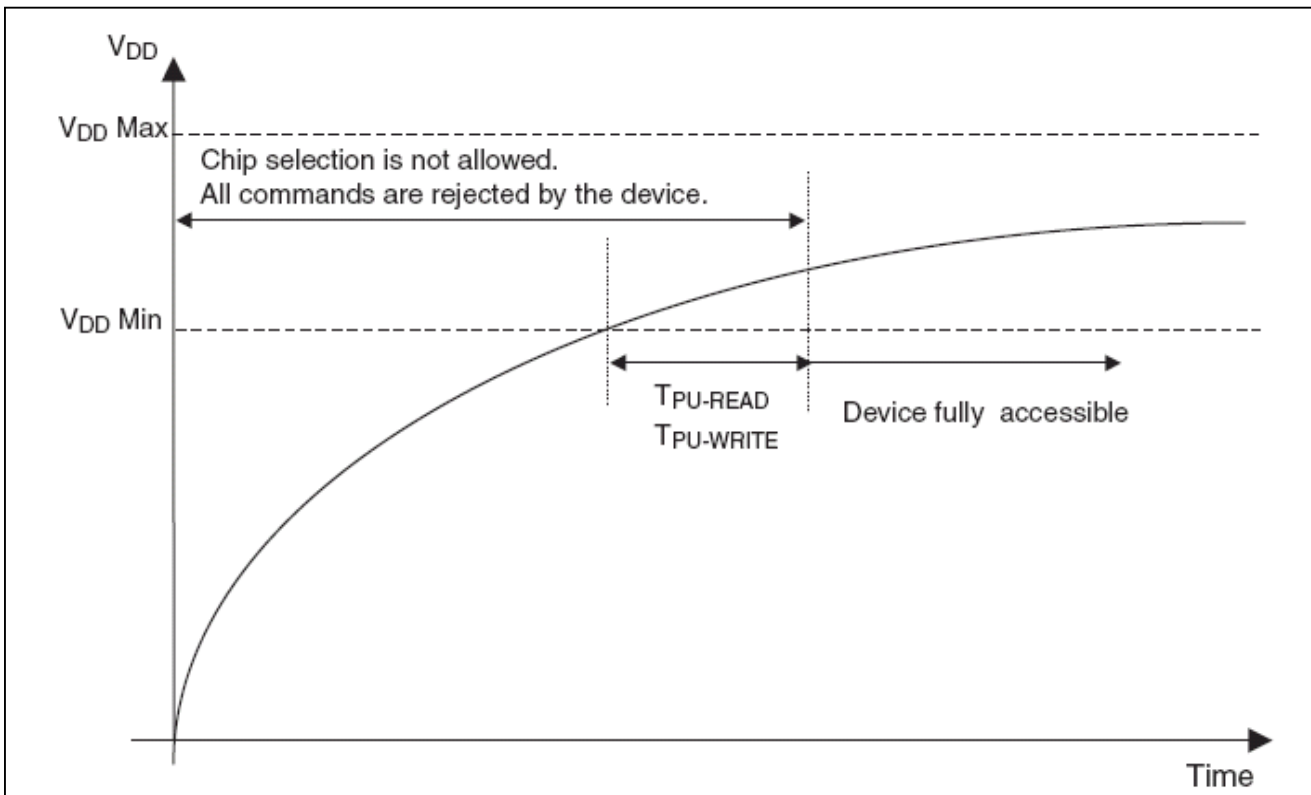 VDD
VDD Max
Chip selection is not allowed.
All commands are rejected by the device.
VDD Min
TPU-READ
TPU-WRITE
Device fully accessible
Time